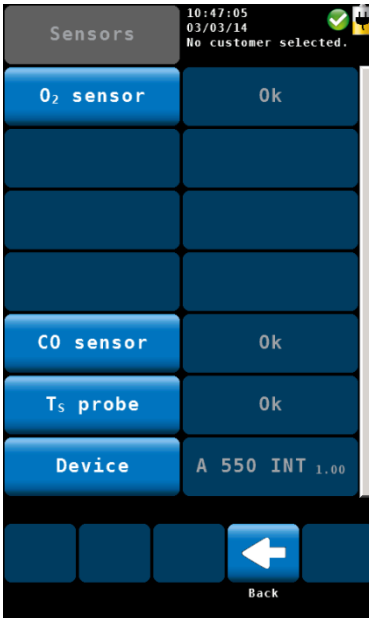 Sensors
10:47:05
03/03/14
No customer selected.
O₂ sensor Ok
CO sensor Ok
Tₛ probe Ok
Device A 550 INT 1.00
Back